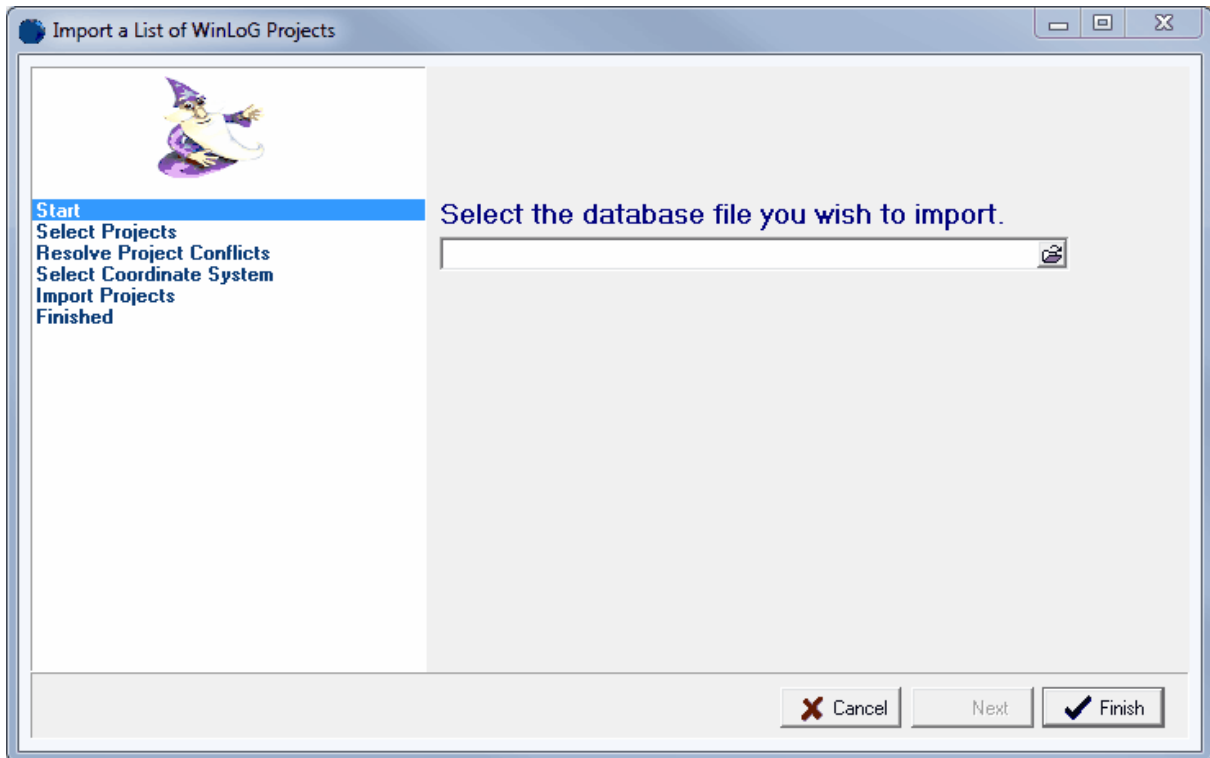 Import a List of WinLoG Projects
Start
Select Projects
Resolve Project Conflicts
Select Coordinate System
Import Projects
Finished
Select the database file you wish to import.
Cancel
Next
Finish